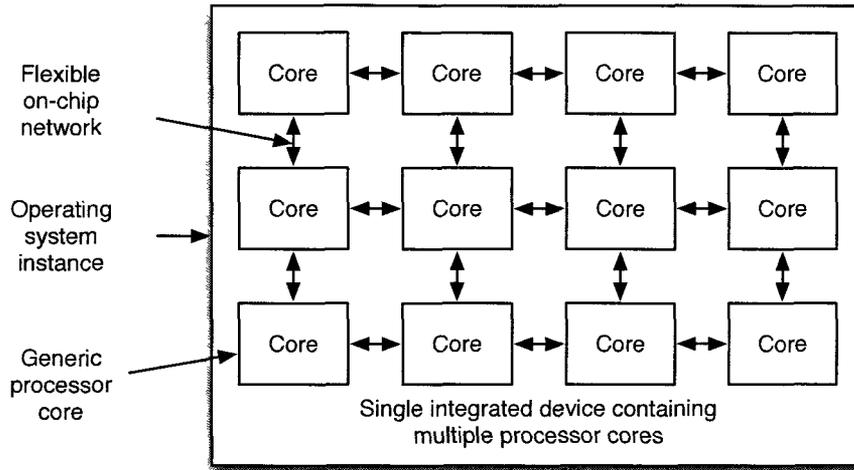 Flexible
on-chip
network
Operating
system
instance
Generic
processor
core
Core
Core
Core
Core
Core
Core
Core
Core
Core
Core
Core
Core
Single integrated device containing
multiple processor cores